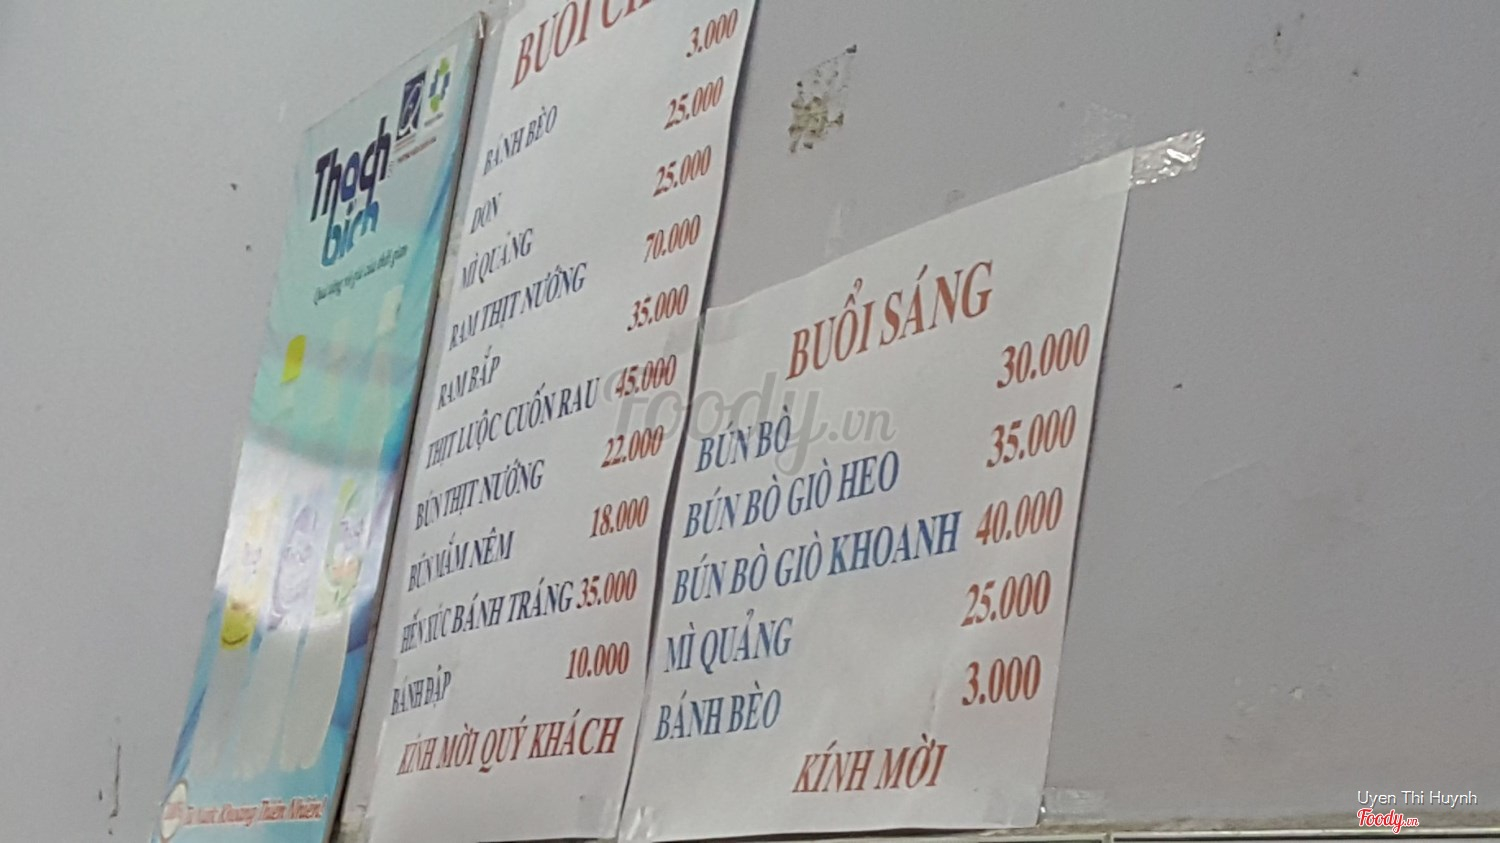 Thạch
bích
BUỔI
BÁNH BÈO 3.000
DON 25.000
MÌ QUẢNG 25.000
RAM THỊT NƯỚNG 70.000
RAM BẮP 35.000
THỊT LUỘC CUỐN RAU 45.000
BÚN THỊT NƯỚNG 22.000
BÚN MẮM NÊM 18.000
HẾN XÚC BÁNH TRÁNG 35.000
BÁNH ĐẬP 10.000
KÍNH MỜI QUÝ KHÁCH
BUỔI SÁNG
BÚN BÒ 30.000
BÚN BÒ GIÒ HEO 35.000
BÚN BÒ GIÒ KHOANH 40.000
MÌ QUẢNG 25.000
BÁNH BÈO 3.000
KÍNH MỜI
Nước Khoáng Thiên Nhiên!
Foody.vn
Uyen Thi Huynh
Foody.vn